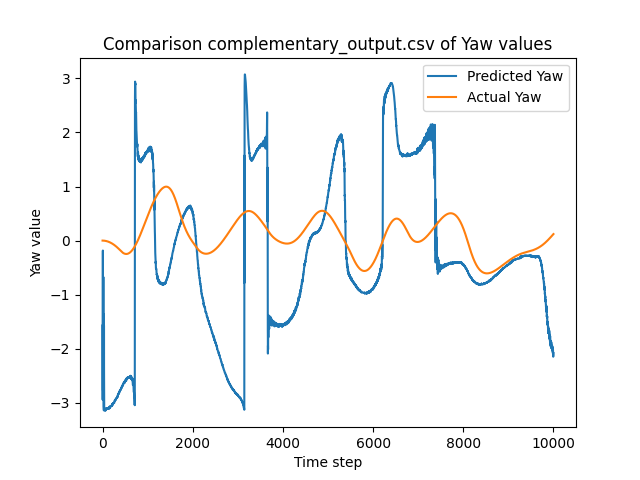 Comparison complementary_output.csv of Yaw values
Predicted Yaw
Actual Yaw
Yaw value
3
2
1
0
−1
−2
−3
0 2000 4000 6000 8000 10000
Time step